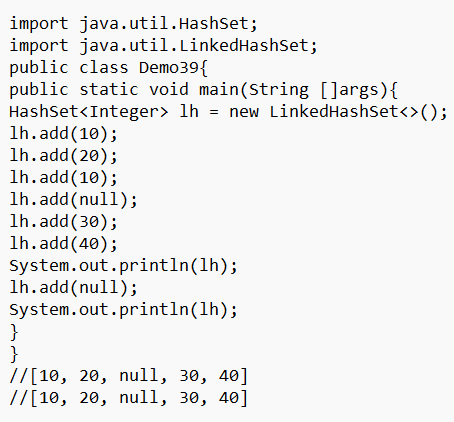 import java.util.HashSet;
import java.util.LinkedHashSet;
public class Demo39{
public static void main(String []args){
HashSet<Integer> lh = new LinkedHashSet<>();
lh.add(10);
lh.add(20);
lh.add(10);
lh.add(null);
lh.add(30);
lh.add(40);
System.out.println(lh);
lh.add(null);
System.out.println(lh);
}
}
//[10, 20, null, 30, 40]
//[10, 20, null, 30, 40]